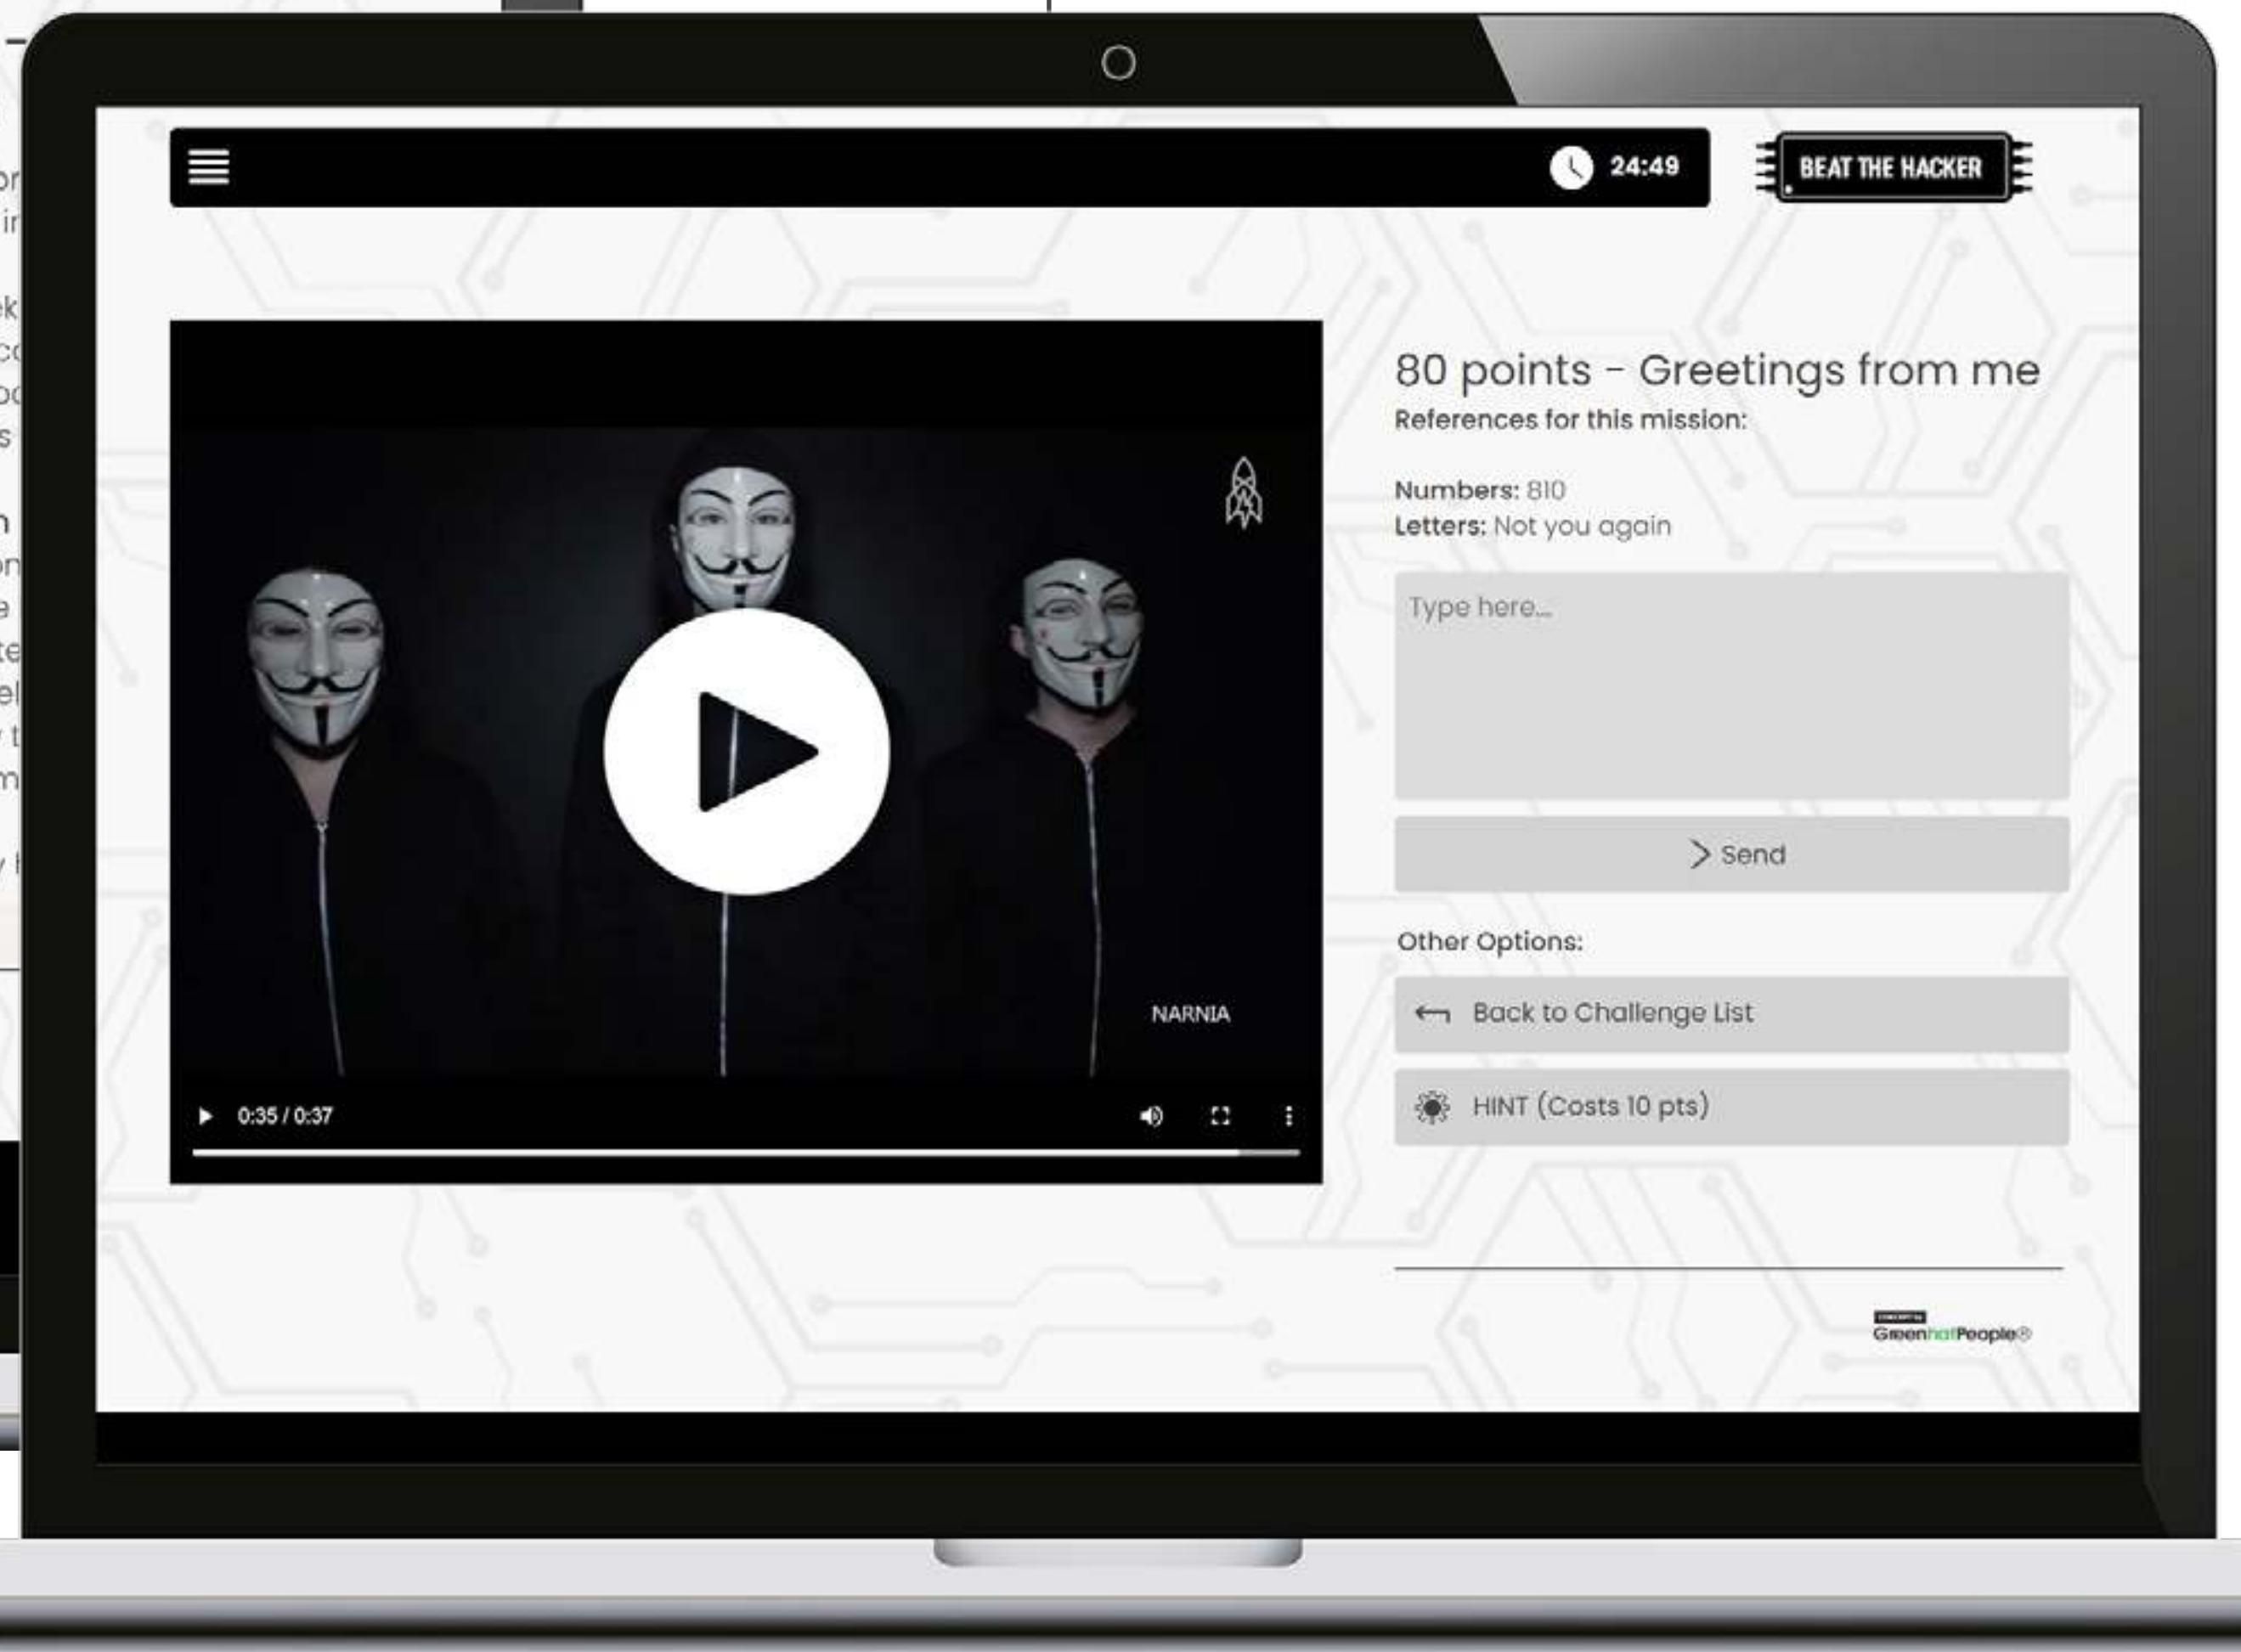 24:49
BEAT THE HACKER
80 points - Greetings from me
References for this mission:
Numbers: 810
Letters: Not you again
Type here...
Send
Other Options:
Back to Challenge List
HINT (Costs 10 pts)
NARNIA
0:35 / 0:37
GreenhatPeople®